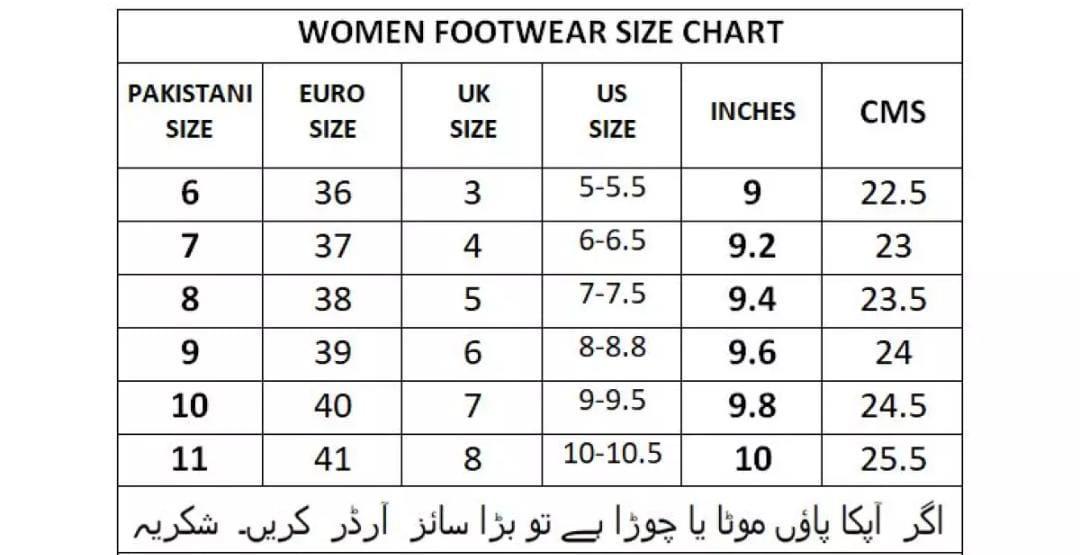 WOMEN FOOTWEAR SIZE CHART
PAKISTANI SIZE EURO SIZE UK SIZE US SIZE INCHES CMS
6 36 3 5-5.5 9 22.5
7 37 4 6-6.5 9.2 23
8 38 5 7-7.5 9.4 23.5
9 39 6 8-8.8 9.6 24
10 40 7 9-9.5 9.8 24.5
11 41 8 10-10.5 10 25.5
اگر آپکا پاؤں موٹا یا چوڑا ہے تو بڑا سائز آرڈر کریں۔ شکریہ